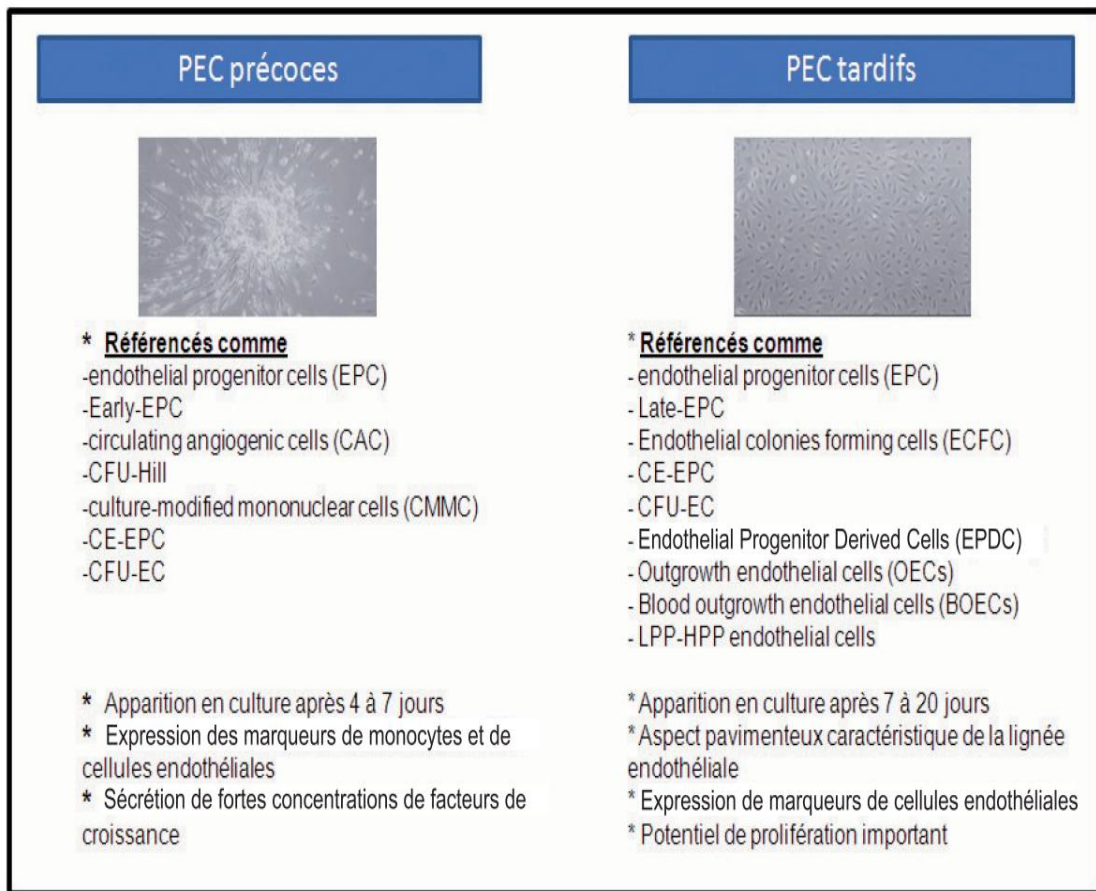 PEC précoces
* Référencés comme
-endothelial progenitor cells (EPC)
-Early-EPC
-circulating angiogenic cells (CAC)
-CFU-Hill
-culture-modified mononuclear cells (CMMC)
-CE-EPC
-CFU-EC
* Apparition en culture après 4 à 7 jours
* Expression des marqueurs de monocytes et de
cellules endothéliales
* Sécrétion de fortes concentrations de facteurs de
croissance
PEC tardifs
* Référencés comme
- endothelial progenitor cells (EPC)
- Late-EPC
- Endothelial colonies forming cells (ECFC)
- CE-EPC
- CFU-EC
- Endothelial Progenitor Derived Cells (EPDC)
- Outgrowth endothelial cells (OECs)
- Blood outgrowth endothelial cells (BOECs)
- LPP-HPP endothelial cells
* Apparition en culture après 7 à 20 jours
* Aspect pavimenteux caractéristique de la lignée
endothéliale
* Expression de marqueurs de cellules endothéliales
* Potentiel de prolifération important